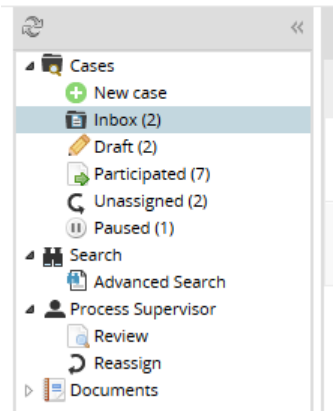 Cases
New case
Inbox (2)
Draft (2)
Participated (7)
Unassigned (2)
Paused (1)
Search
Advanced Search
Process Supervisor
Review
Reassign
Documents